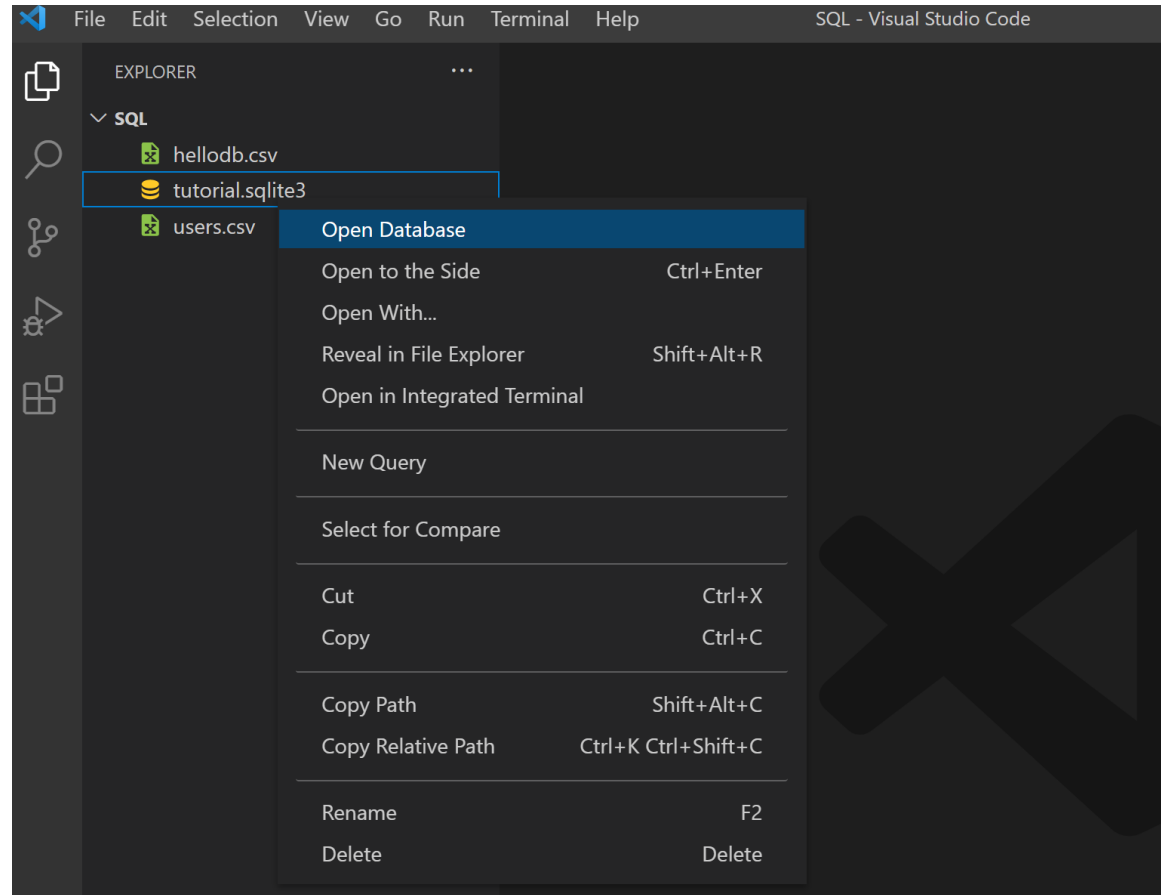 File Edit Selection View Go Run Terminal Help SQL - Visual Studio Code
EXPLORER ...
SQL
hellodb.csv
tutorial.sqlite3
users.csv
Open Database
Open to the Side Ctrl+Enter
Open With...
Reveal in File Explorer Shift+Alt+R
Open in Integrated Terminal
New Query
Select for Compare
Cut Ctrl+X
Copy Ctrl+C
Copy Path Shift+Alt+C
Copy Relative Path Ctrl+K Ctrl+Shift+C
Rename F2
Delete Delete